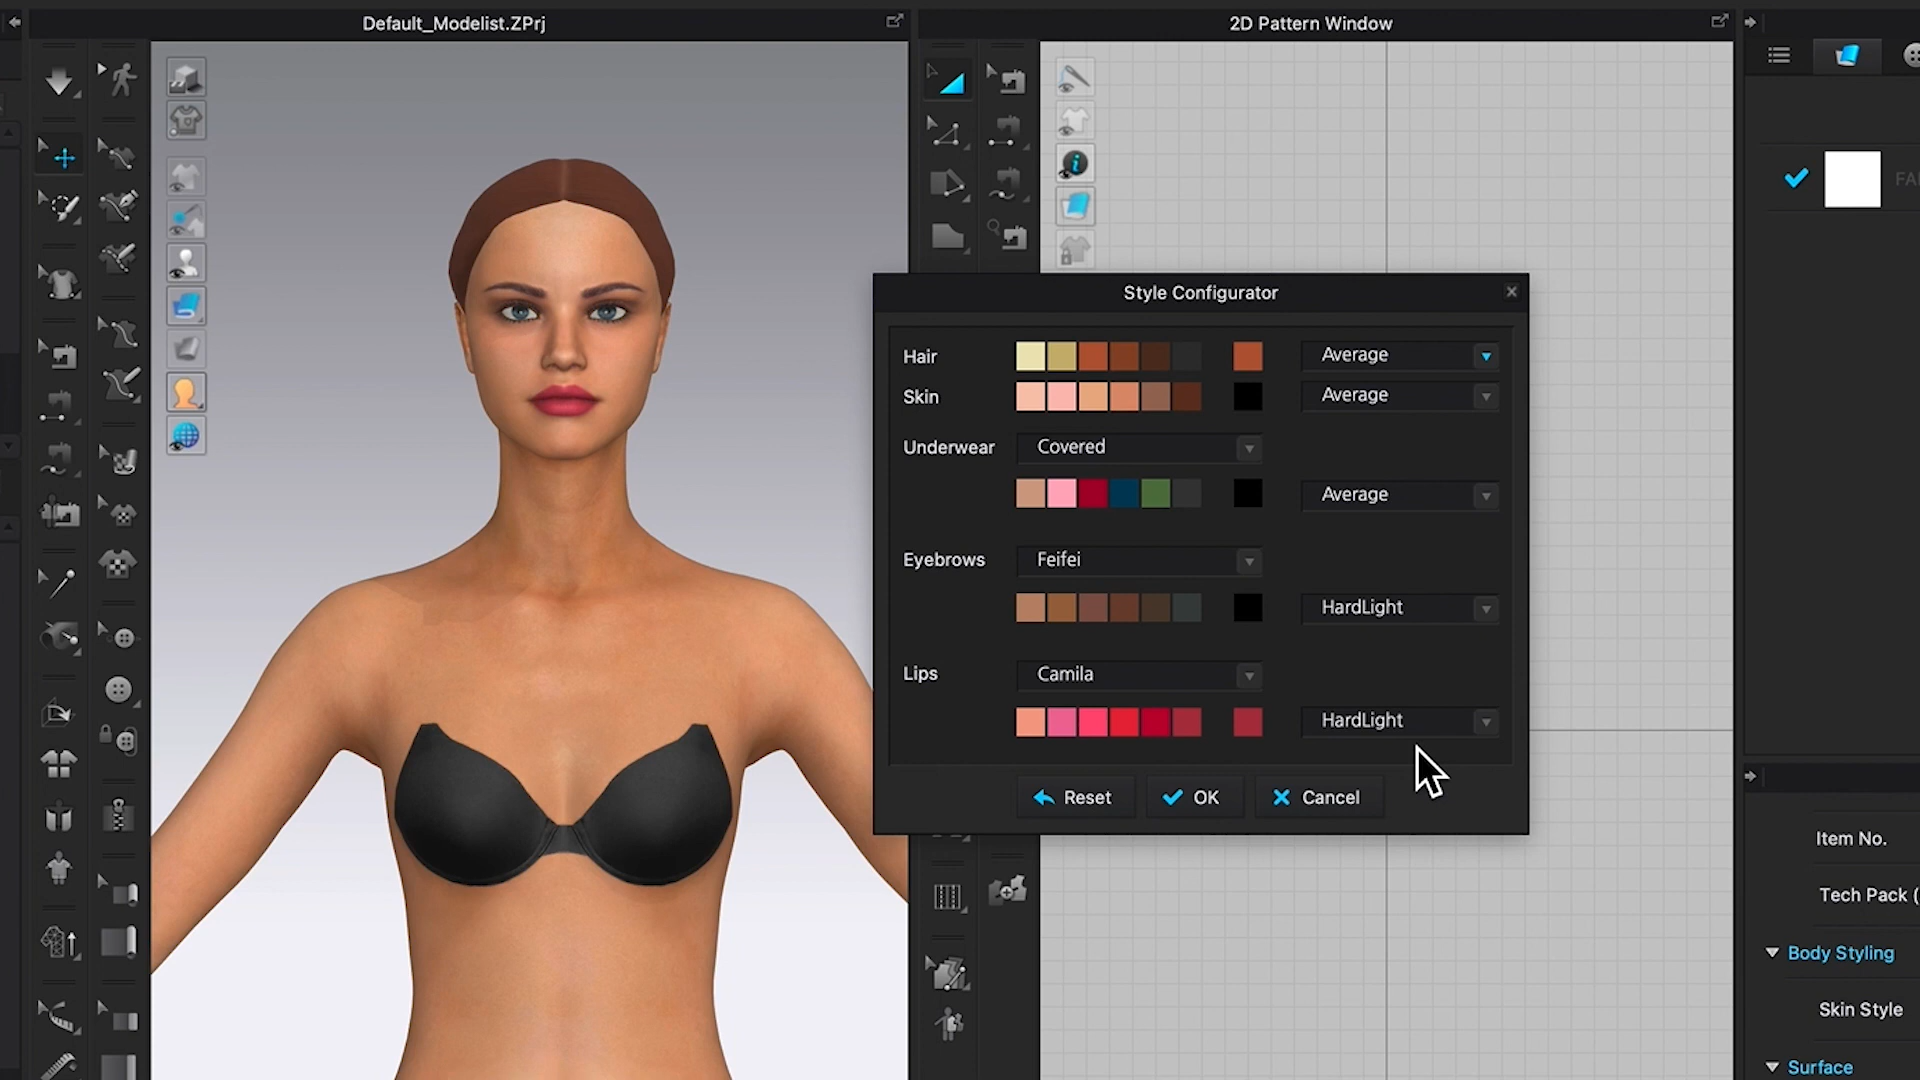 Default_Modelist.ZPrj
2D Pattern Window
Style Configurator
Hair
Average
Skin
Average
Underwear
Covered
Average
Eyebrows
Feifei
HardLight
Lips
Camila
HardLight
Reset
OK
Cancel
FA
Item No.
Tech Pack (
Body Styling
Skin Style
Surface